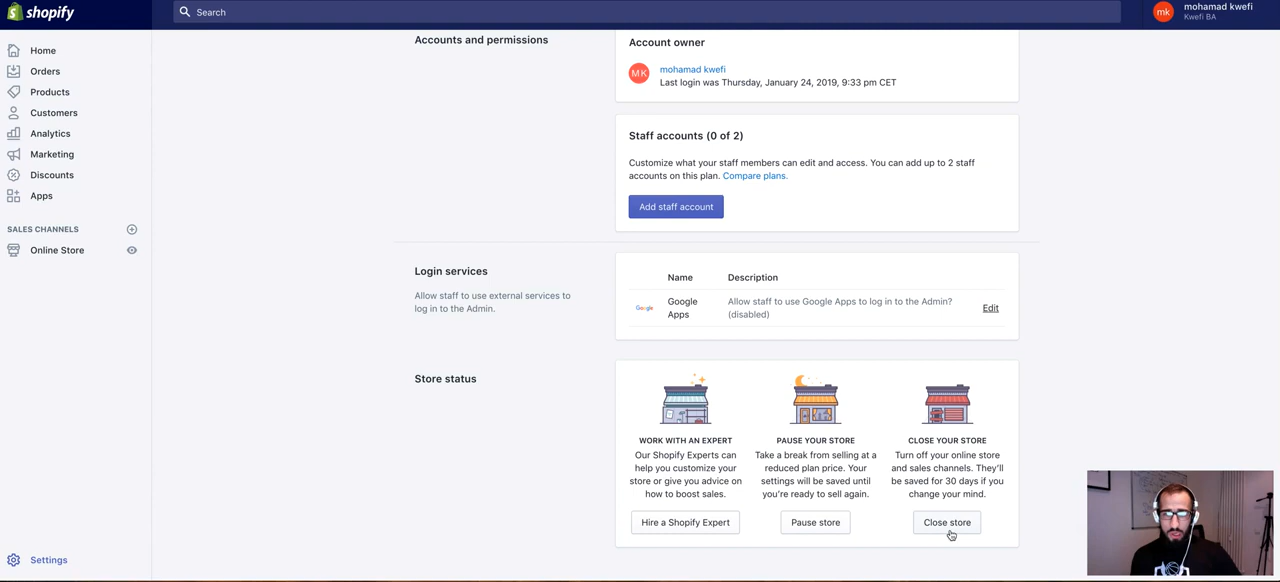 shopify
Search
mk
mohamad kwefi
Kwefi BA
Home
Orders
Products
Customers
Analytics
Marketing
Discounts
Apps
SALES CHANNELS
Online Store
Settings
Accounts and permissions
Account owner
MK
mohamad kwefi
Last login was Thursday, January 24, 2019, 9:33 pm CET
Staff accounts (0 of 2)
Customize what your staff members can edit and access. You can add up to 2 staff
accounts on this plan. Compare plans.
Add staff account
Login services
Allow staff to use external services to
log in to the Admin.
Name
Description
Google
Google
Apps
Allow staff to use Google Apps to log in to the Admin?
(disabled)
Edit
Store status
WORK WITH AN EXPERT
Our Shopify Experts can
help you customize your
store or give you advice on
how to boost sales.
Hire a Shopify Expert
PAUSE YOUR STORE
Take a break from selling at a
reduced plan price. Your
settings will be saved until
you're ready to sell again.
Pause store
CLOSE YOUR STORE
Turn off your online store
and sales channels. They'll
be saved for 30 days if you
change your mind.
Close store